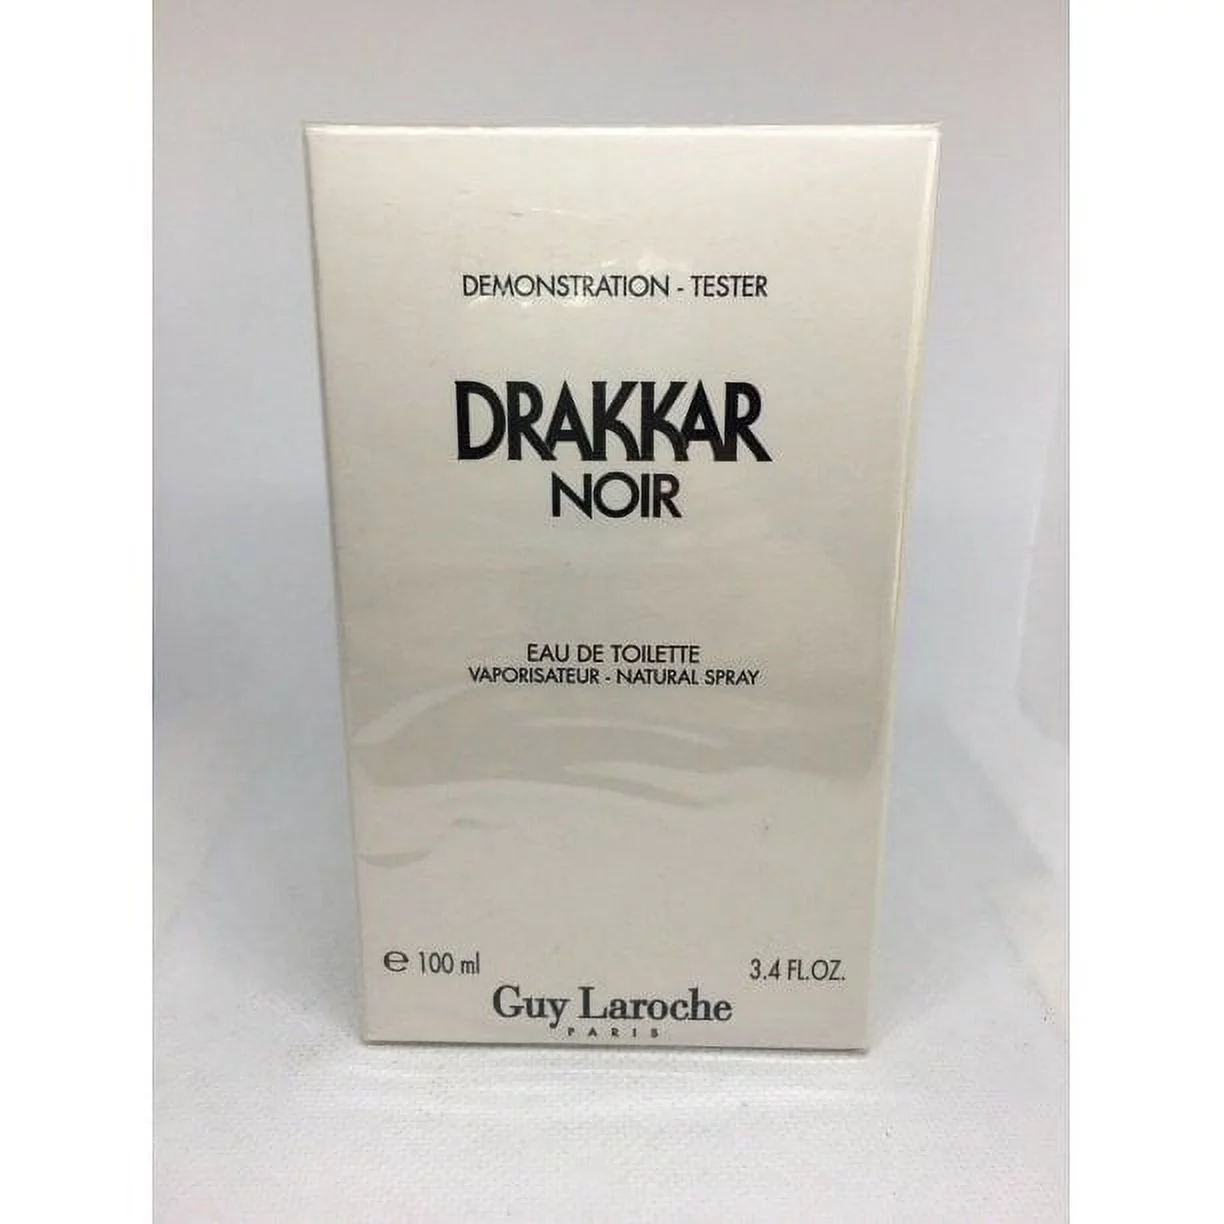 DEMONSTRATION - TESTER
DRAKKAR
NOIR
EAU DE TOILETTE
VAPORISATEUR - NATURAL SPRAY
℮ 100 ml 3.4 FL.OZ.
Guy Laroche
PARIS